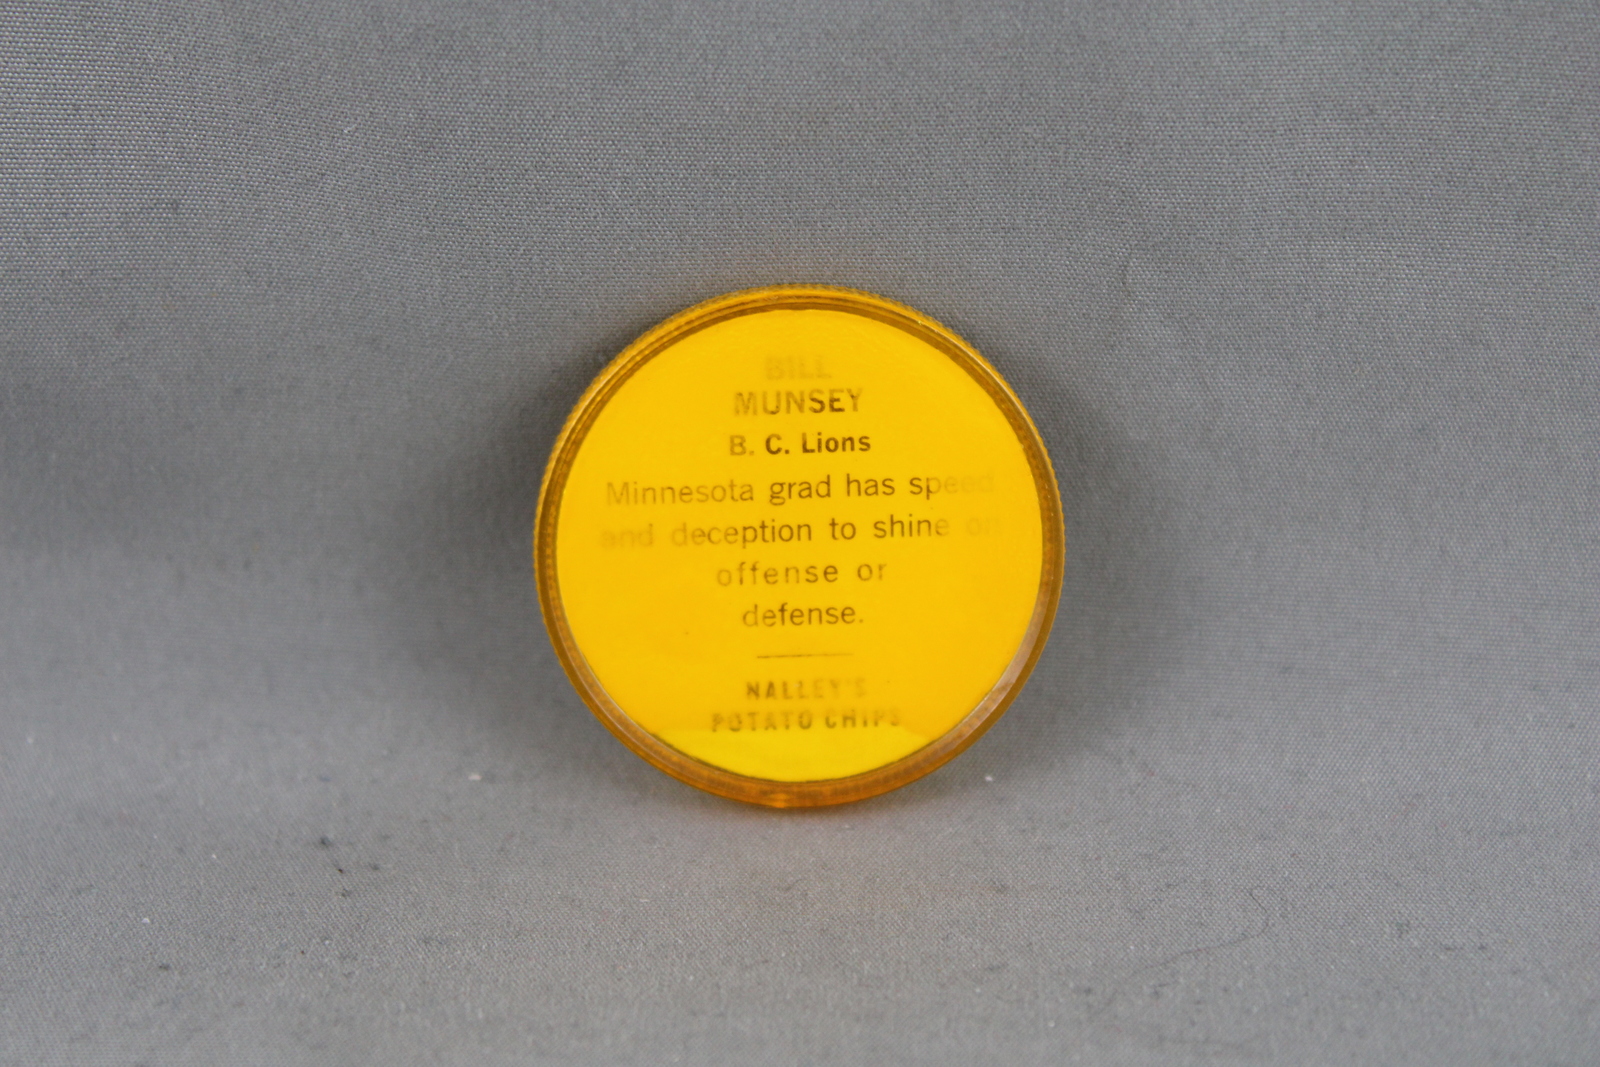 BILL
MUNSEY
B. C. Lions
Minnesota grad has speed
and deception to shine on
offense or
defense.
NALLEY'S
POTATO CHIPS